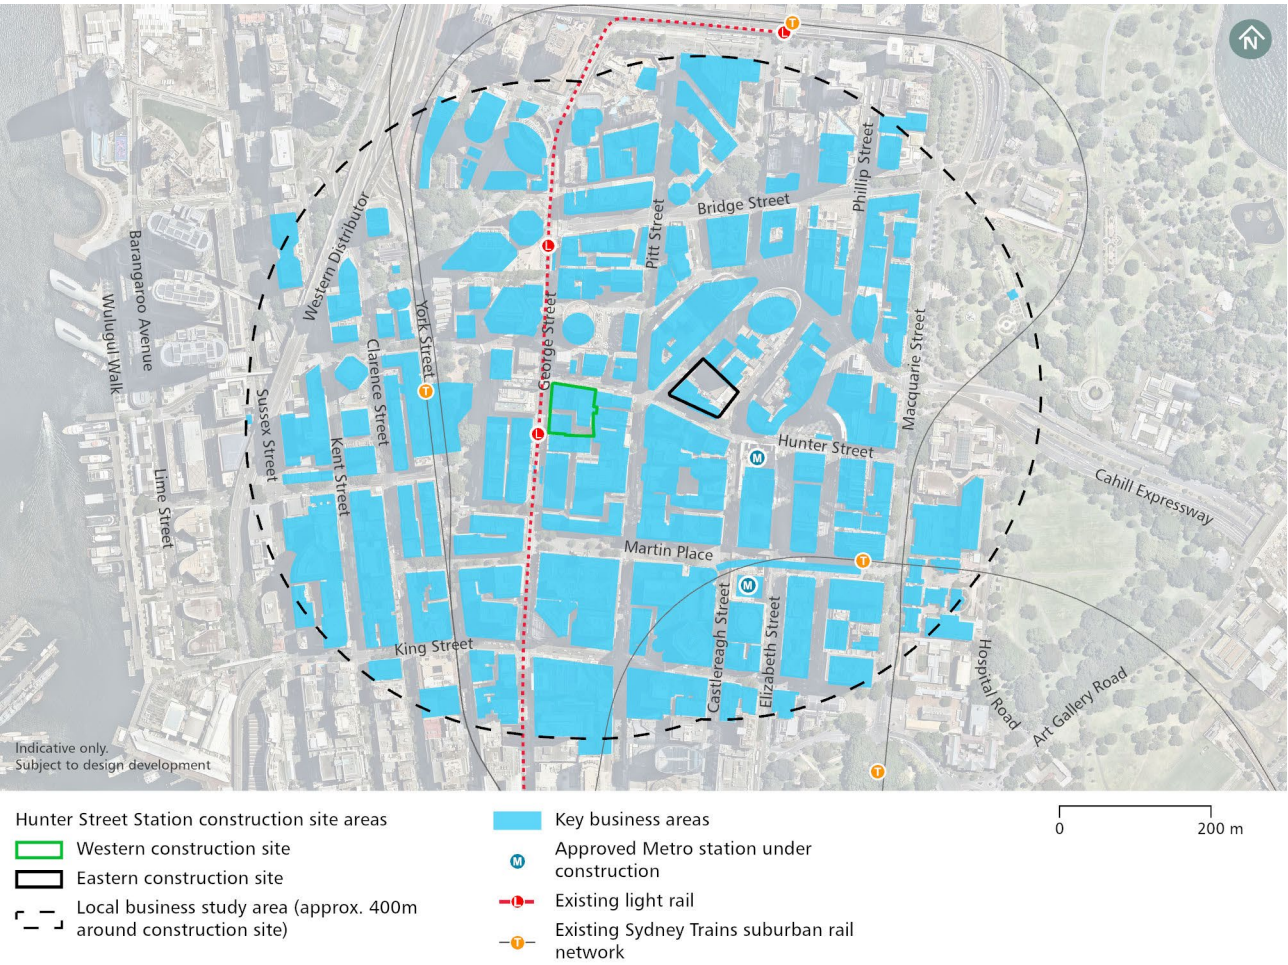 N
T
L
Phillip Street
Bridge Street
Pitt Street
L
Western Distributor
Barangaroo Avenue
Wulugul Walk
York Street
George Street
Clarence Street
Macquarie Street
T
Sussex Street
Kent Street
L
Hunter Street
M
Lime Street
Cahill Expressway
Martin Place
T
M
Castlereagh Street
Elizabeth Street
King Street
Hospital Road
Art Gallery Road
T
Indicative only.
Subject to design development
Hunter Street Station construction site areas
Western construction site
Eastern construction site
Local business study area (approx. 400m
around construction site)
Key business areas
M
Approved Metro station under
construction
L
Existing light rail
T
Existing Sydney Trains suburban rail
network
0
200 m